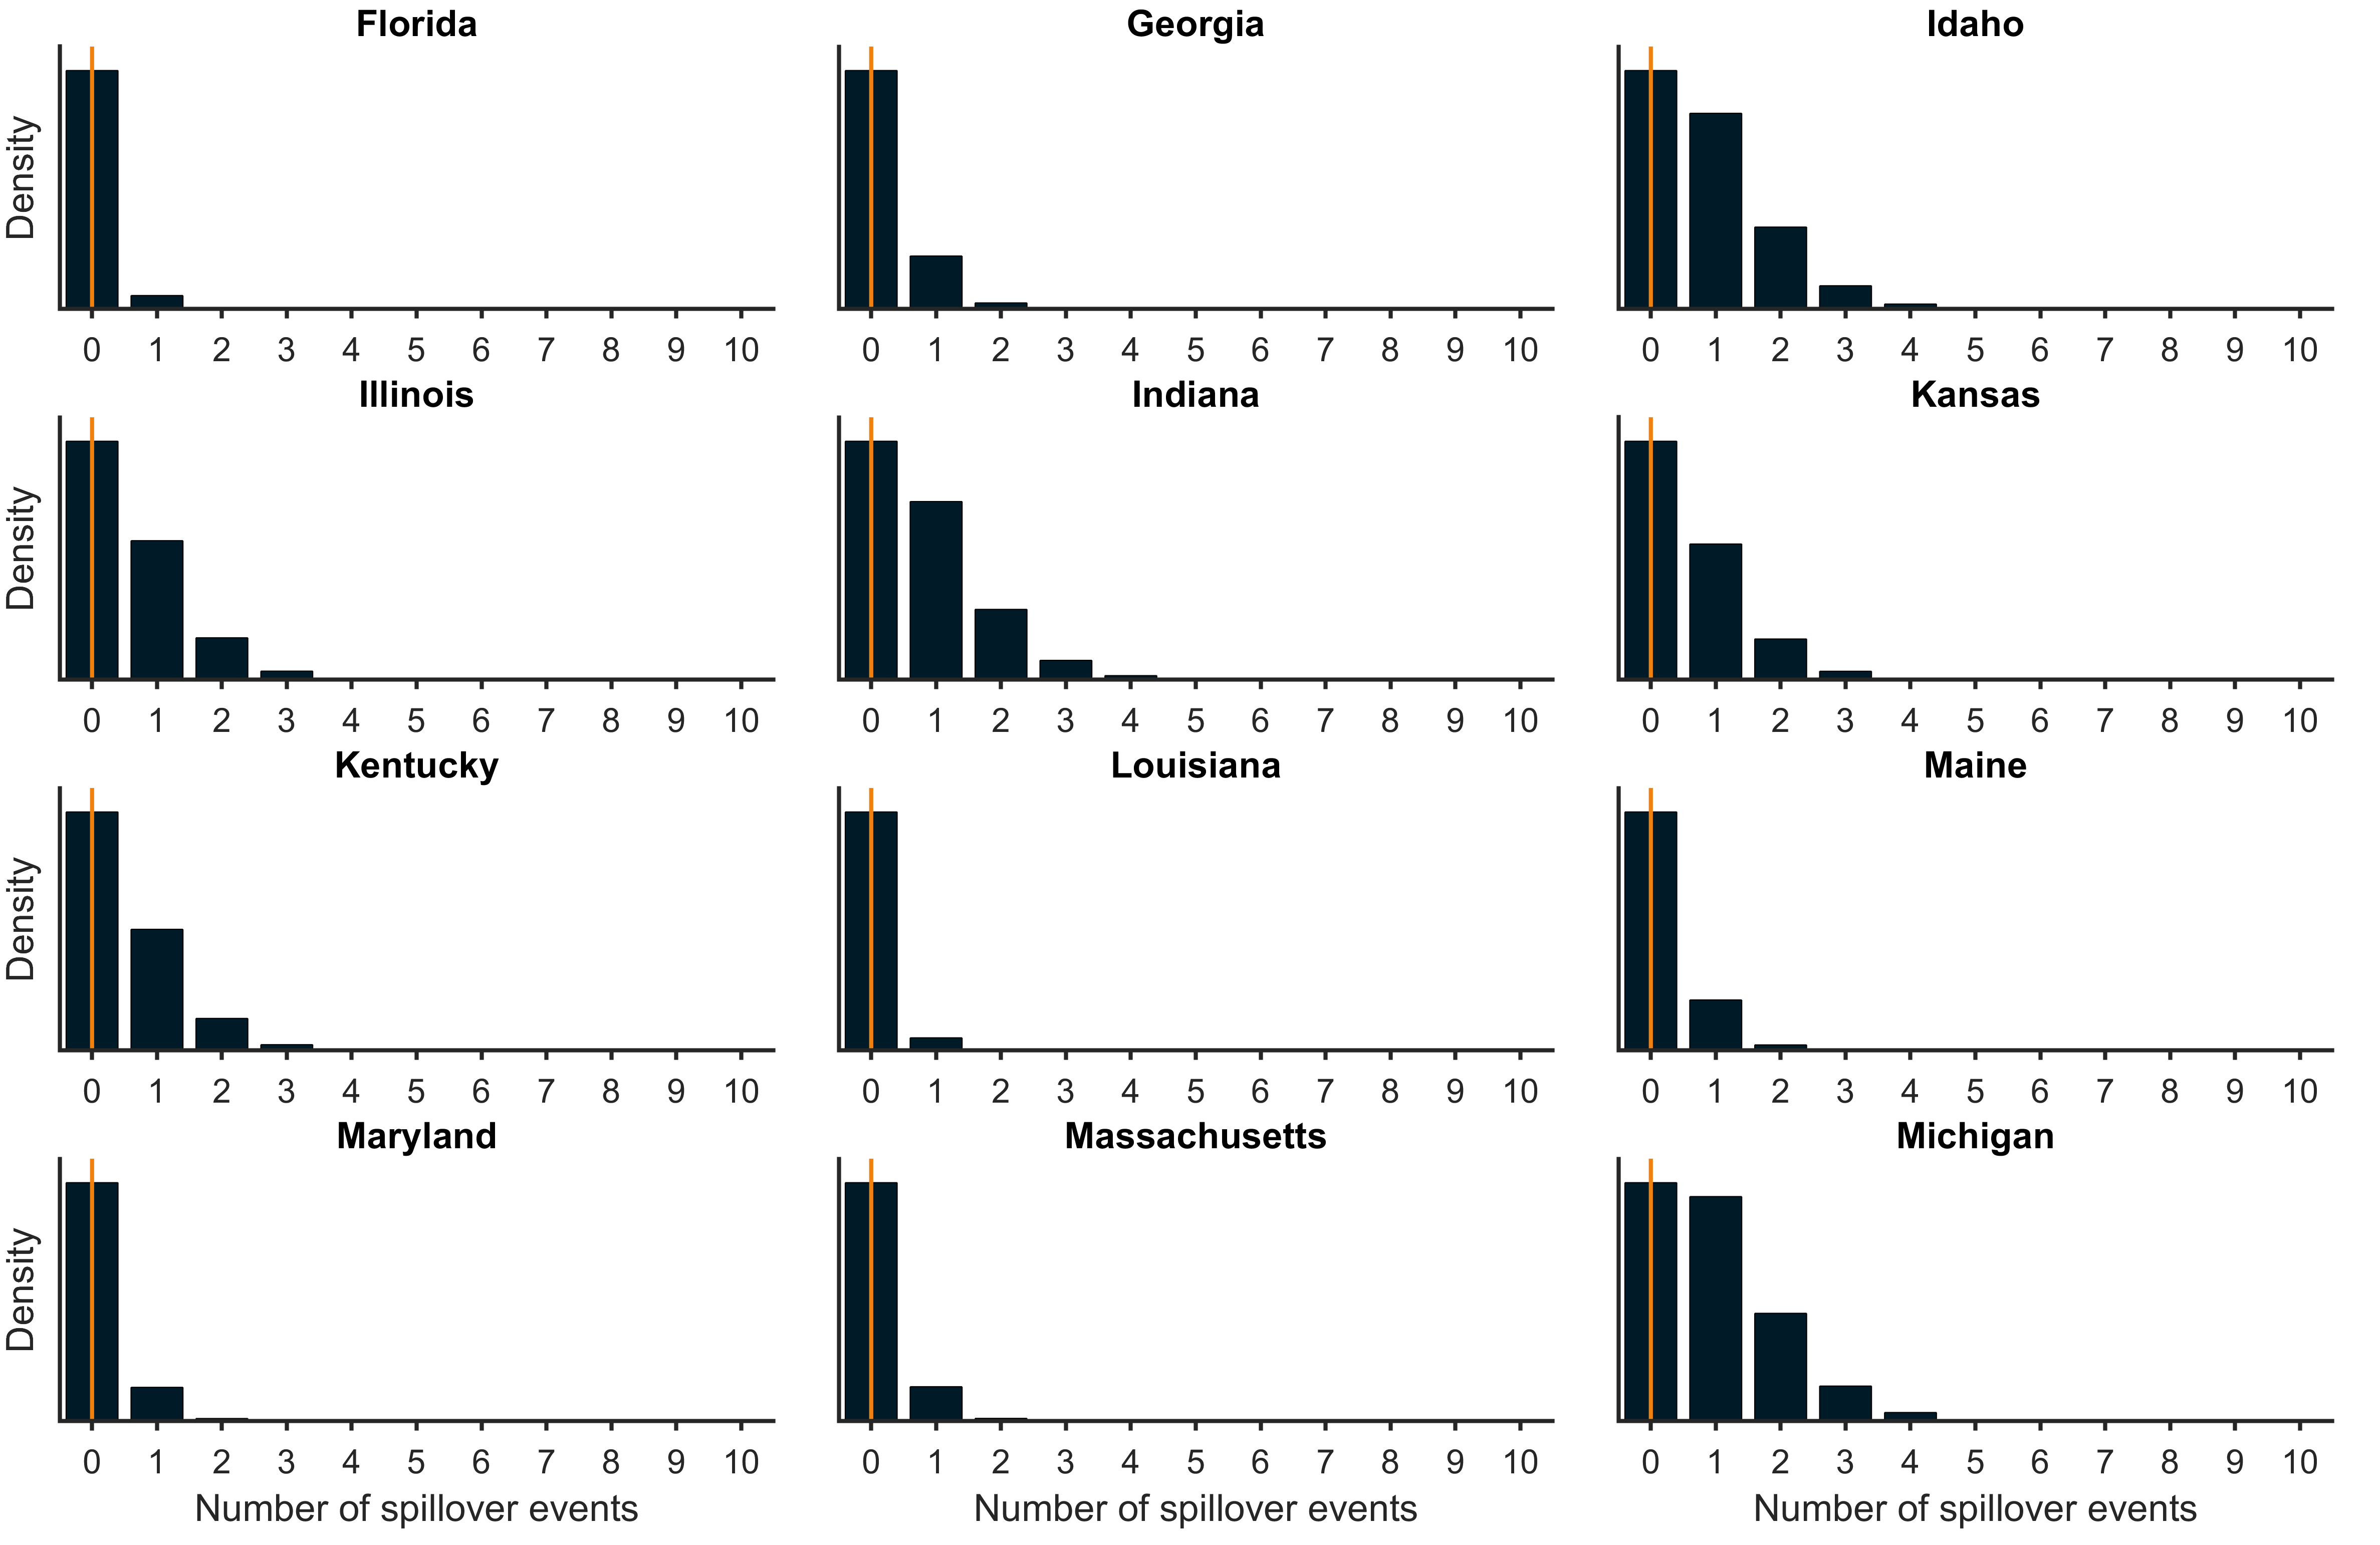 Florida Georgia Idaho
Density
0 1 2 3 4 5 6 7 8 9 10 0 1 2 3 4 5 6 7 8 9 10 0 1 2 3 4 5 6 7 8 9 10
Illinois Indiana Kansas
Density
0 1 2 3 4 5 6 7 8 9 10 0 1 2 3 4 5 6 7 8 9 10 0 1 2 3 4 5 6 7 8 9 10
Kentucky Louisiana Maine
Density
0 1 2 3 4 5 6 7 8 9 10 0 1 2 3 4 5 6 7 8 9 10 0 1 2 3 4 5 6 7 8 9 10
Maryland Massachusetts Michigan
Density
0 1 2 3 4 5 6 7 8 9 10 0 1 2 3 4 5 6 7 8 9 10 0 1 2 3 4 5 6 7 8 9 10
Number of spillover events Number of spillover events Number of spillover events